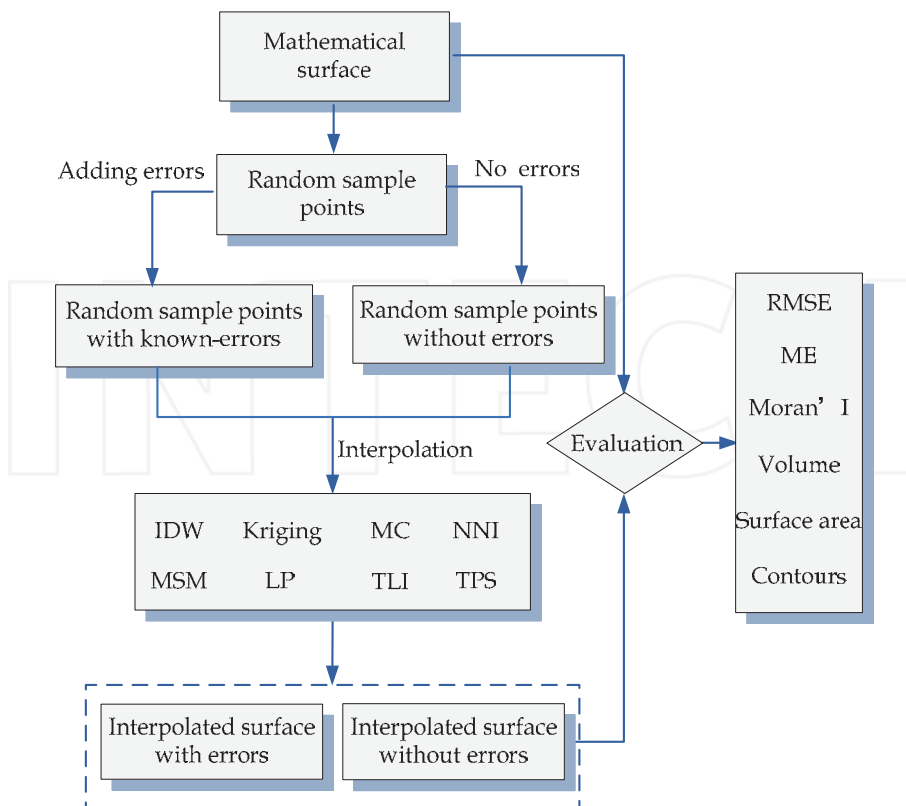 Mathematical
surface
Adding errors
No errors
Random sample
points
Random sample points
with known-errors
Random sample points
without errors
Interpolation
IDW Kriging MC NNI
MSM LP TLI TPS
Interpolated surface
with errors
Interpolated surface
without errors
Evaluation
RMSE
ME
Moran' I
Volume
Surface area
Contours